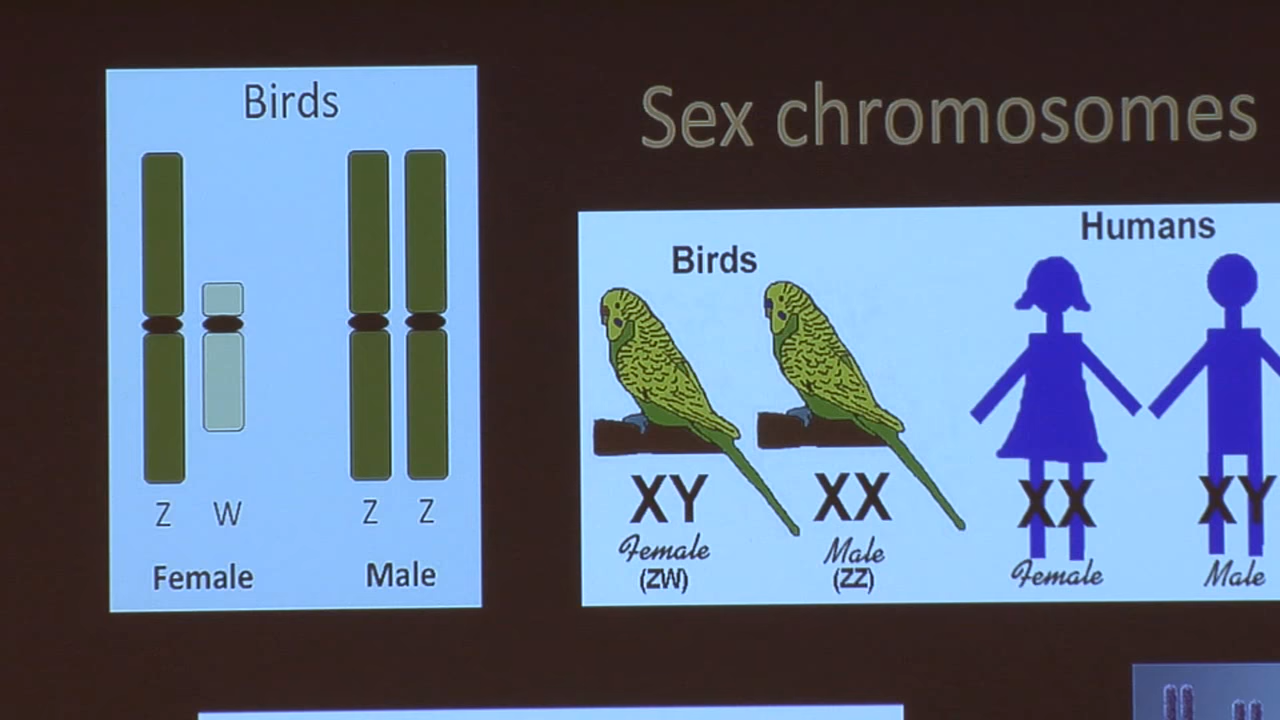 Birds
Z W Z Z
Female Male
Sex chromosomes
Birds
Humans
XY XX XX XY
Female Male Female Male
(ZW) (ZZ)